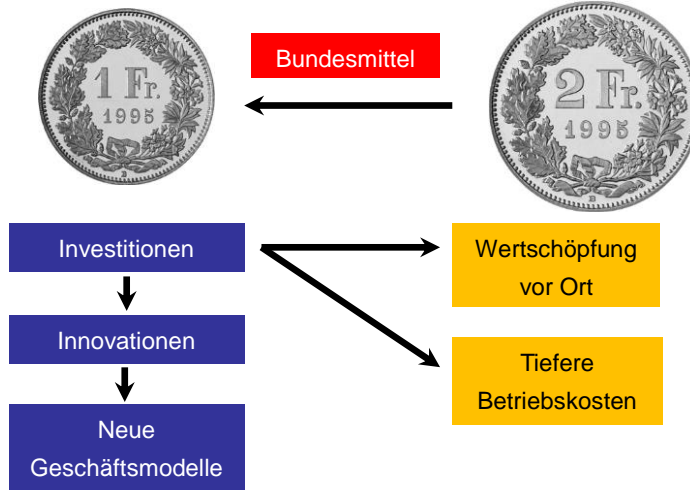 1 Fr.
1995
B
Bundesmittel
2 Fr.
1995
B
Investitionen
Wertschöpfung
vor Ort
Innovationen
Tiefere
Betriebskosten
Neue
Geschäftsmodelle